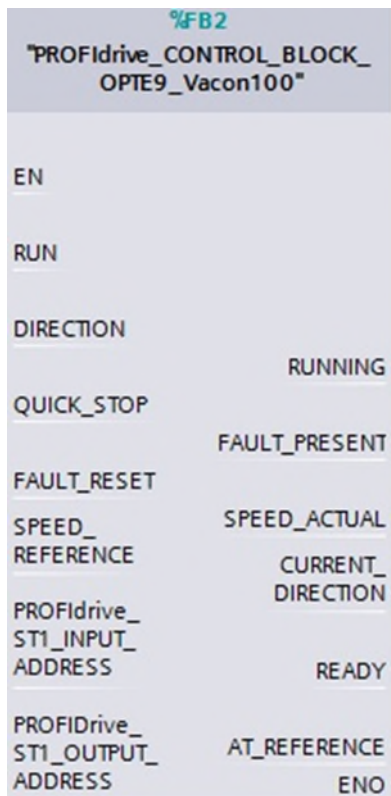 %FB2
"PROFIdrive_CONTROL_BLOCK_
OPTE9_Vacon100"
EN
RUN
DIRECTION
QUICK_STOP
FAULT_RESET
SPEED_
REFERENCE
PROFIdrive_
ST1_INPUT_
ADDRESS
PROFIDrive_
ST1_OUTPUT_
ADDRESS
RUNNING
FAULT_PRESENT
SPEED_ACTUAL
CURRENT_
DIRECTION
READY
AT_REFERENCE
ENO